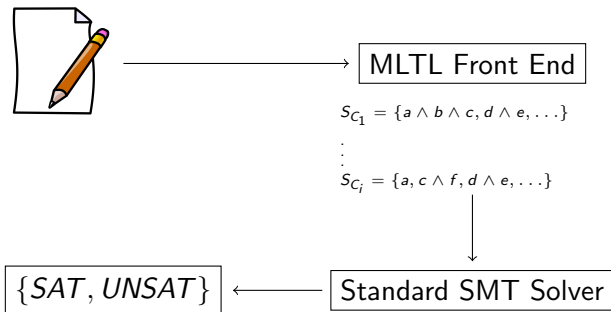 MLTL Front End
S_{C_1} = {a ∧ b ∧ c, d ∧ e, . . .}
.
.
.
S_{C_i} = {a, c ∧ f, d ∧ e, . . .}
{SAT, UNSAT}
Standard SMT Solver